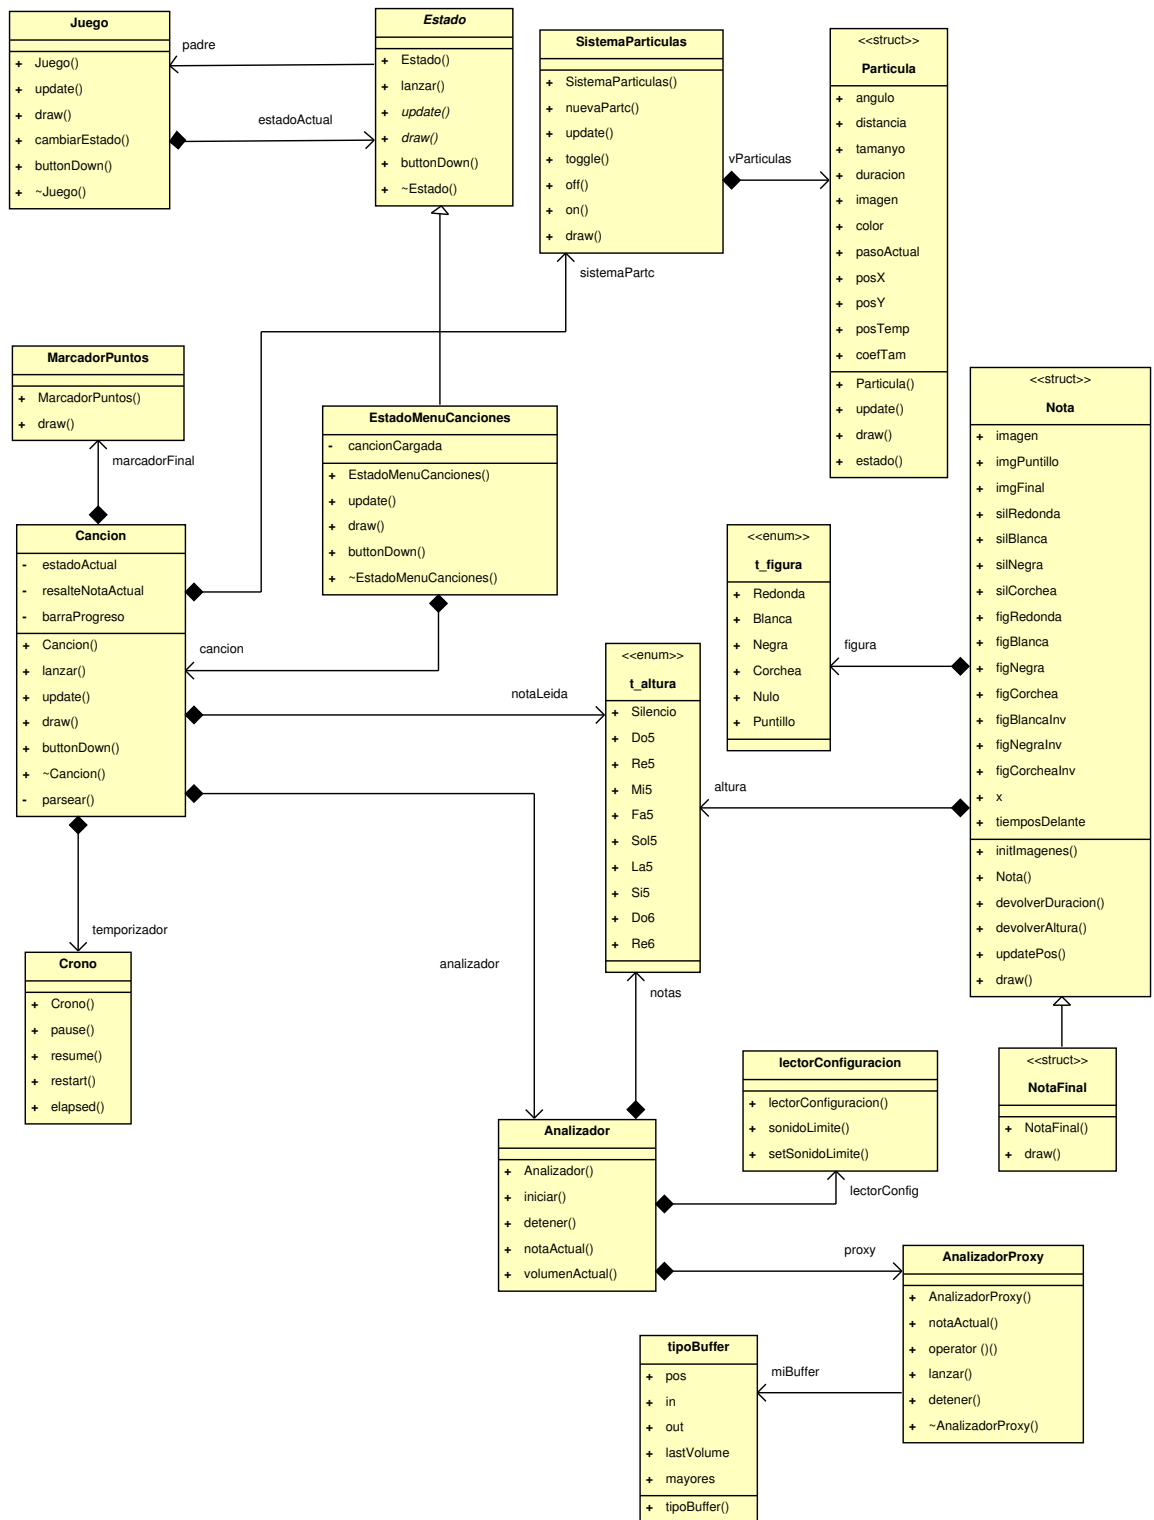 Juego
+ Juego()
+ update()
+ draw()
+ cambiarEstado()
+ buttonDown()
+ ~Juego()
padre
estadoActual
Estado
+ Estado()
+ lanzar()
+ update()
+ draw()
+ buttonDown()
+ ~Estado()
SistemaParticulas
+ SistemaParticulas()
+ nuevaPartc()
+ update()
+ toggle()
+ off()
+ on()
+ draw()
vParticulas
sistemaPartc
<<struct>>
Particula
+ angulo
+ distancia
+ tamanyo
+ duracion
+ imagen
+ color
+ pasoActual
+ posX
+ posY
+ posTemp
+ coefTam
+ Particula()
+ update()
+ draw()
+ estado()
MarcadorPuntos
+ MarcadorPuntos()
+ draw()
marcadorFinal
EstadoMenuCanciones
- cancionCargada
+ EstadoMenuCanciones()
+ update()
+ draw()
+ buttonDown()
+ ~EstadoMenuCanciones()
cancion
Cancion
- estadoActual
- resalteNotaActual
- barraProgreso
+ Cancion()
+ lanzar()
+ update()
+ draw()
+ buttonDown()
+ ~Cancion()
- parsear()
notaLeida
<<enum>>
t_figura
+ Redonda
+ Blanca
+ Negra
+ Corchea
+ Nulo
+ Puntillo
figura
<<struct>>
Nota
+ imagen
+ imgPuntillo
+ imgFinal
+ silRedonda
+ silBlanca
+ silNegra
+ silCorchea
+ figRedonda
+ figBlanca
+ figNegra
+ figCorchea
+ figBlancaInv
+ figNegraInv
+ figCorcheaInv
+ x
+ tiemposDelante
+ initImagenes()
+ Nota()
+ devolverDuracion()
+ devolverAltura()
+ updatePos()
+ draw()
<<enum>>
t_altura
+ Silencio
+ Do5
+ Re5
+ Mi5
+ Fa5
+ Sol5
+ La5
+ Si5
+ Do6
+ Re6
altura
temporizador
Crono
+ Crono()
+ pause()
+ resume()
+ restart()
+ elapsed()
analizador
notas
<<struct>>
NotaFinal
+ NotaFinal()
+ draw()
lectorConfiguracion
+ lectorConfiguracion()
+ sonidoLimite()
+ setSonidoLimite()
lectorConfig
Analizador
+ Analizador()
+ iniciar()
+ detener()
+ notaActual()
+ volumenActual()
proxy
AnalizadorProxy
+ AnalizadorProxy()
+ notaActual()
+ operator ()()
+ lanzar()
+ detener()
+ ~AnalizadorProxy()
miBuffer
tipoBuffer
+ pos
+ in
+ out
+ lastVolume
+ mayores
+ tipoBuffer()